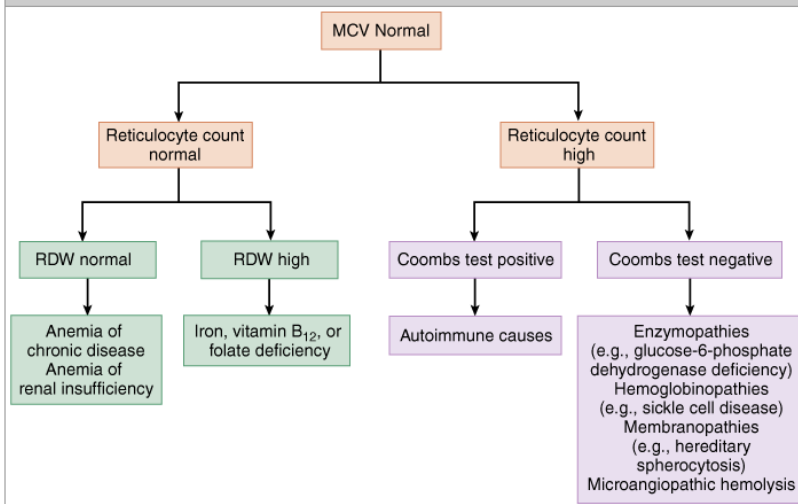 MCV Normal
Reticulocyte count
normal
Reticulocyte count
high
RDW normal
RDW high
Coombs test positive
Coombs test negative
Anemia of
chronic disease
Anemia of
renal insufficiency
Iron, vitamin B12, or
folate deficiency
Autoimmune causes
Enzymopathies
(e.g., glucose-6-phosphate
dehydrogenase deficiency)
Hemoglobinopathies
(e.g., sickle cell disease)
Membranopathies
(e.g., hereditary
spherocytosis)
Microangiopathic hemolysis